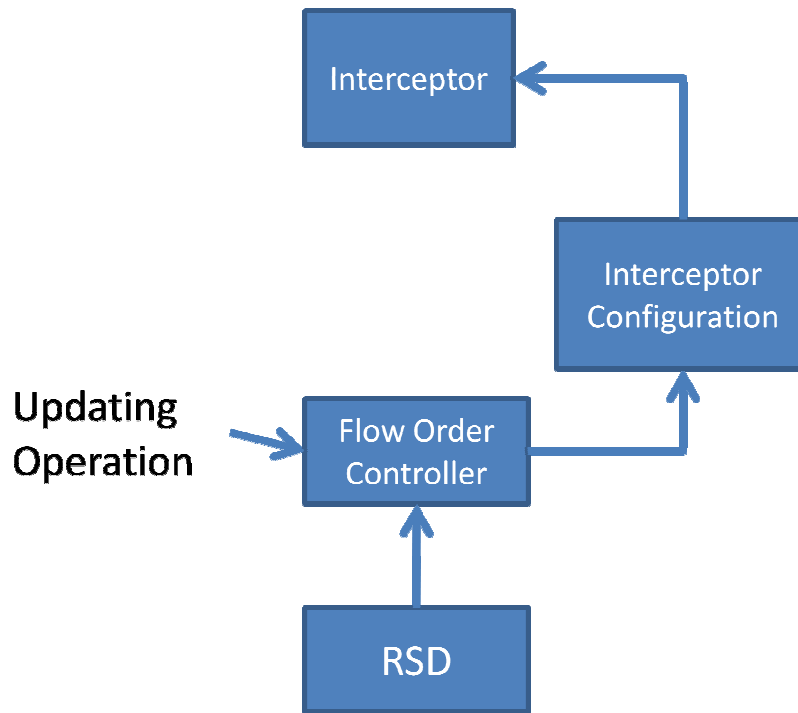 Interceptor
Interceptor
Configuration
Updating
Operation
Flow Order
Controller
RSD